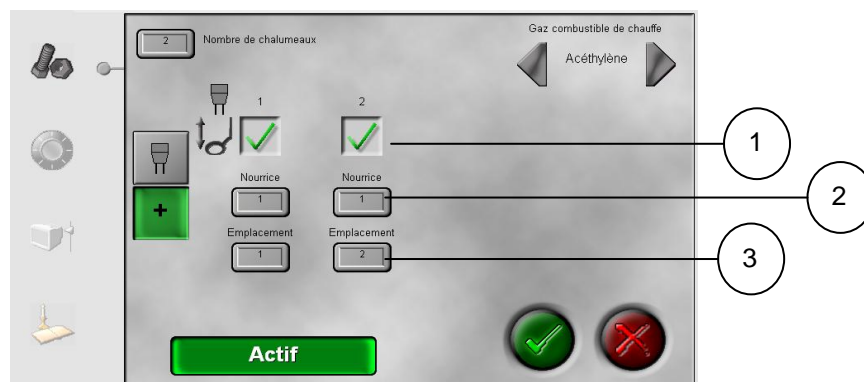 2 Nombre de chalumeaux
Gaz combustible de chauffe
Acéthylène
1 2
1
Nourrice Nourrice
1 1
2
+
Emplacement Emplacement
1 2
3
Actif